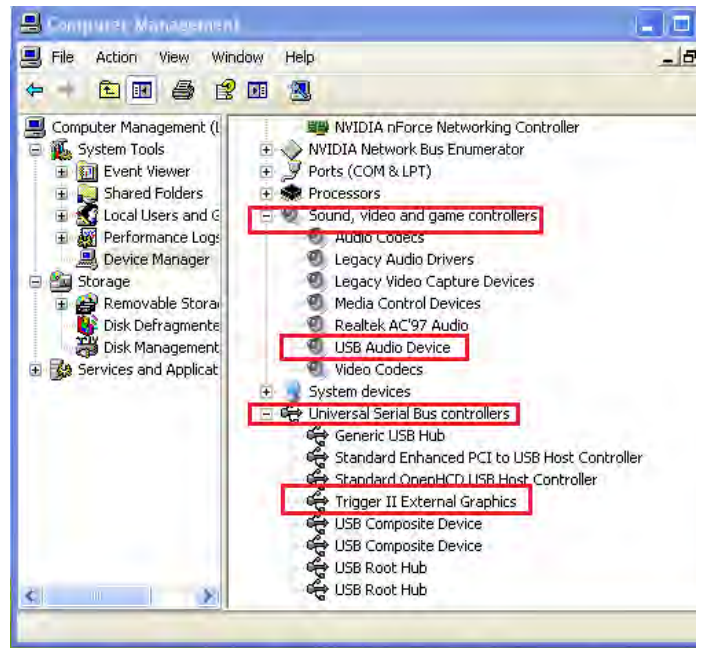 Computer Management
File Action View Window Help
Computer Management (L
System Tools
Event Viewer
Shared Folders
Local Users and G
Performance Logs
Device Manager
Storage
Removable Stora
Disk Defragmente
Disk Management
Services and Applicat
NVIDIA nForce Networking Controller
NVIDIA Network Bus Enumerator
Ports (COM & LPT)
Processors
Sound, video and game controllers
Audio Codecs
Legacy Audio Drivers
Legacy Video Capture Devices
Media Control Devices
Realtek AC'97 Audio
USB Audio Device
Video Codecs
System devices
Universal Serial Bus controllers
Generic USB Hub
Standard Enhanced PCI to USB Host Controller
Standard OpenHCD USB Host Controller
Trigger II External Graphics
USB Composite Device
USB Composite Device
USB Root Hub
USB Root Hub